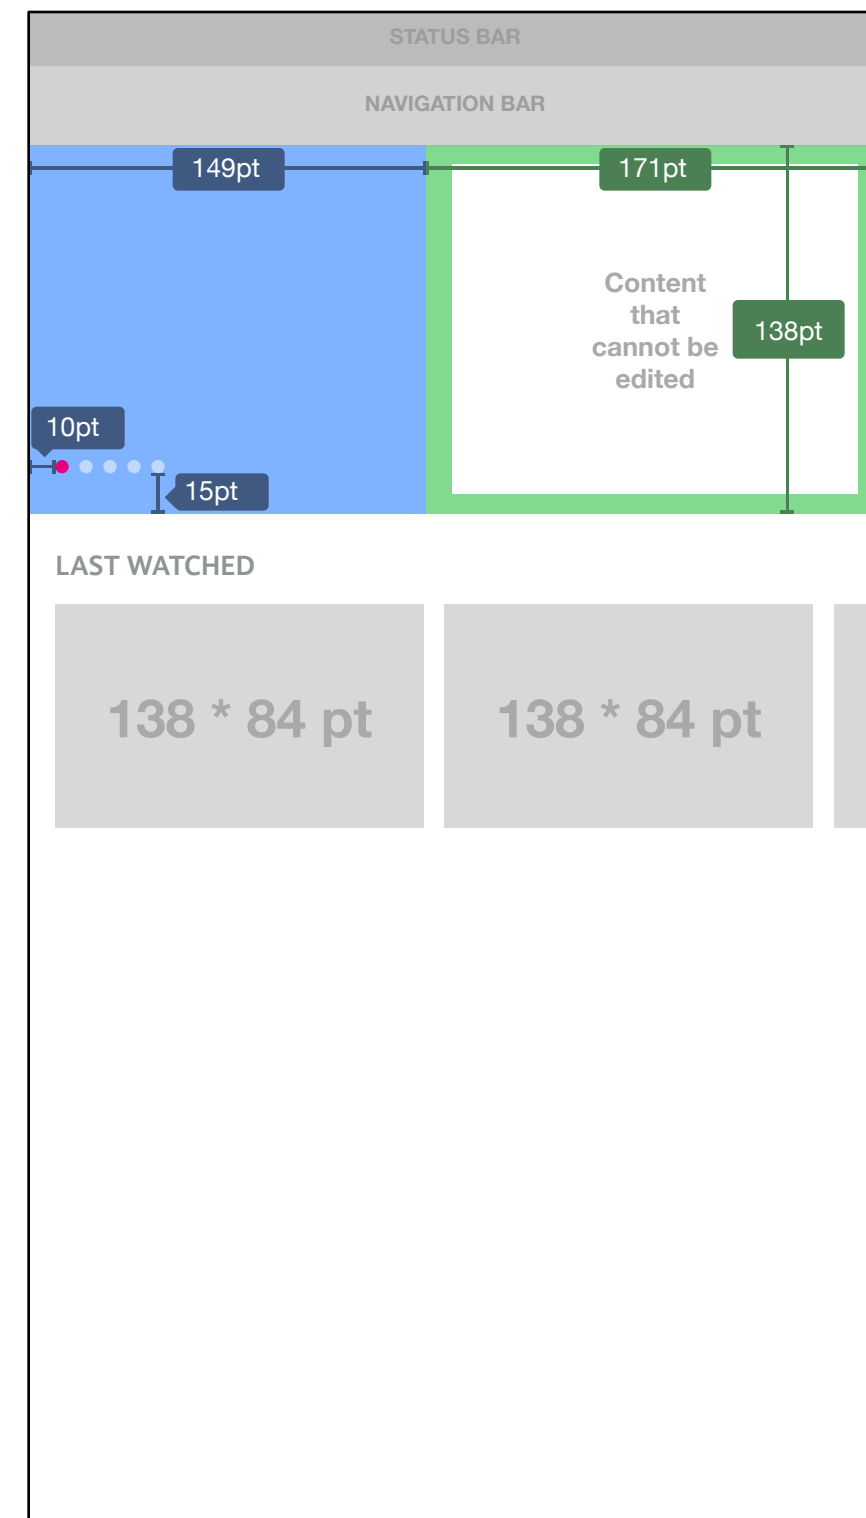 STATUS BAR
NAVIGATION BAR
149pt
171pt
Content
that
cannot be
edited
138pt
10pt
15pt
LAST WATCHED
138 * 84 pt
138 * 84 pt